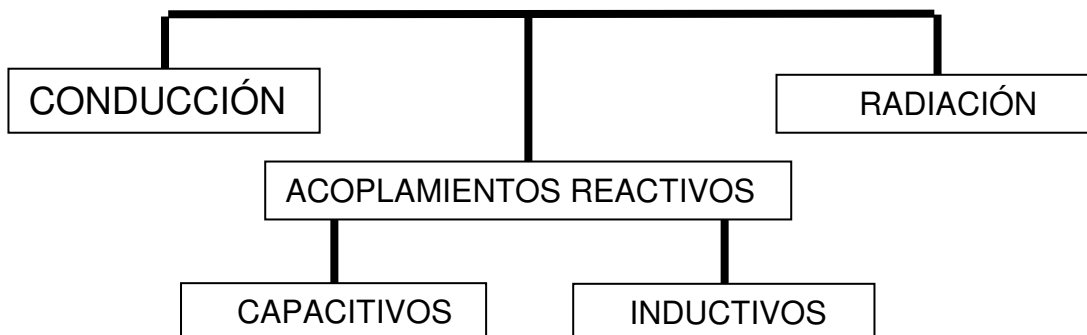 CONDUCCIÓN
RADIACIÓN
ACOPLAMIENTOS REACTIVOS
CAPACITIVOS
INDUCTIVOS